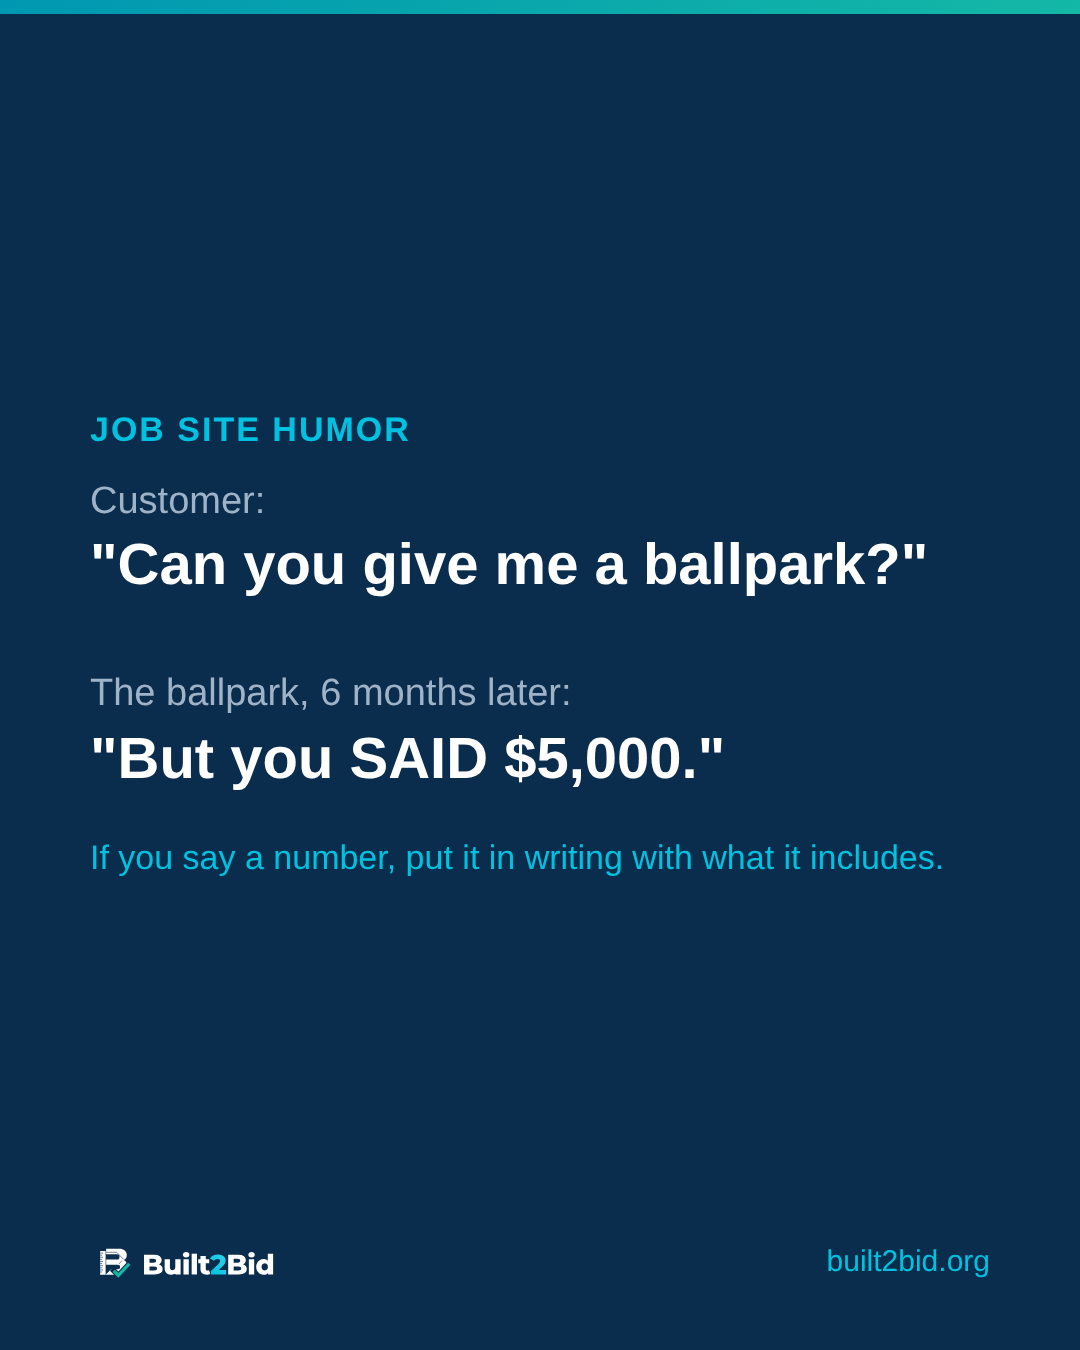 JOB SITE HUMOR
Customer:
"Can you give me a ballpark?"
The ballpark, 6 months later:
"But you SAID $5,000."
If you say a number, put it in writing with what it includes.
Built2Bid
built2bid.org